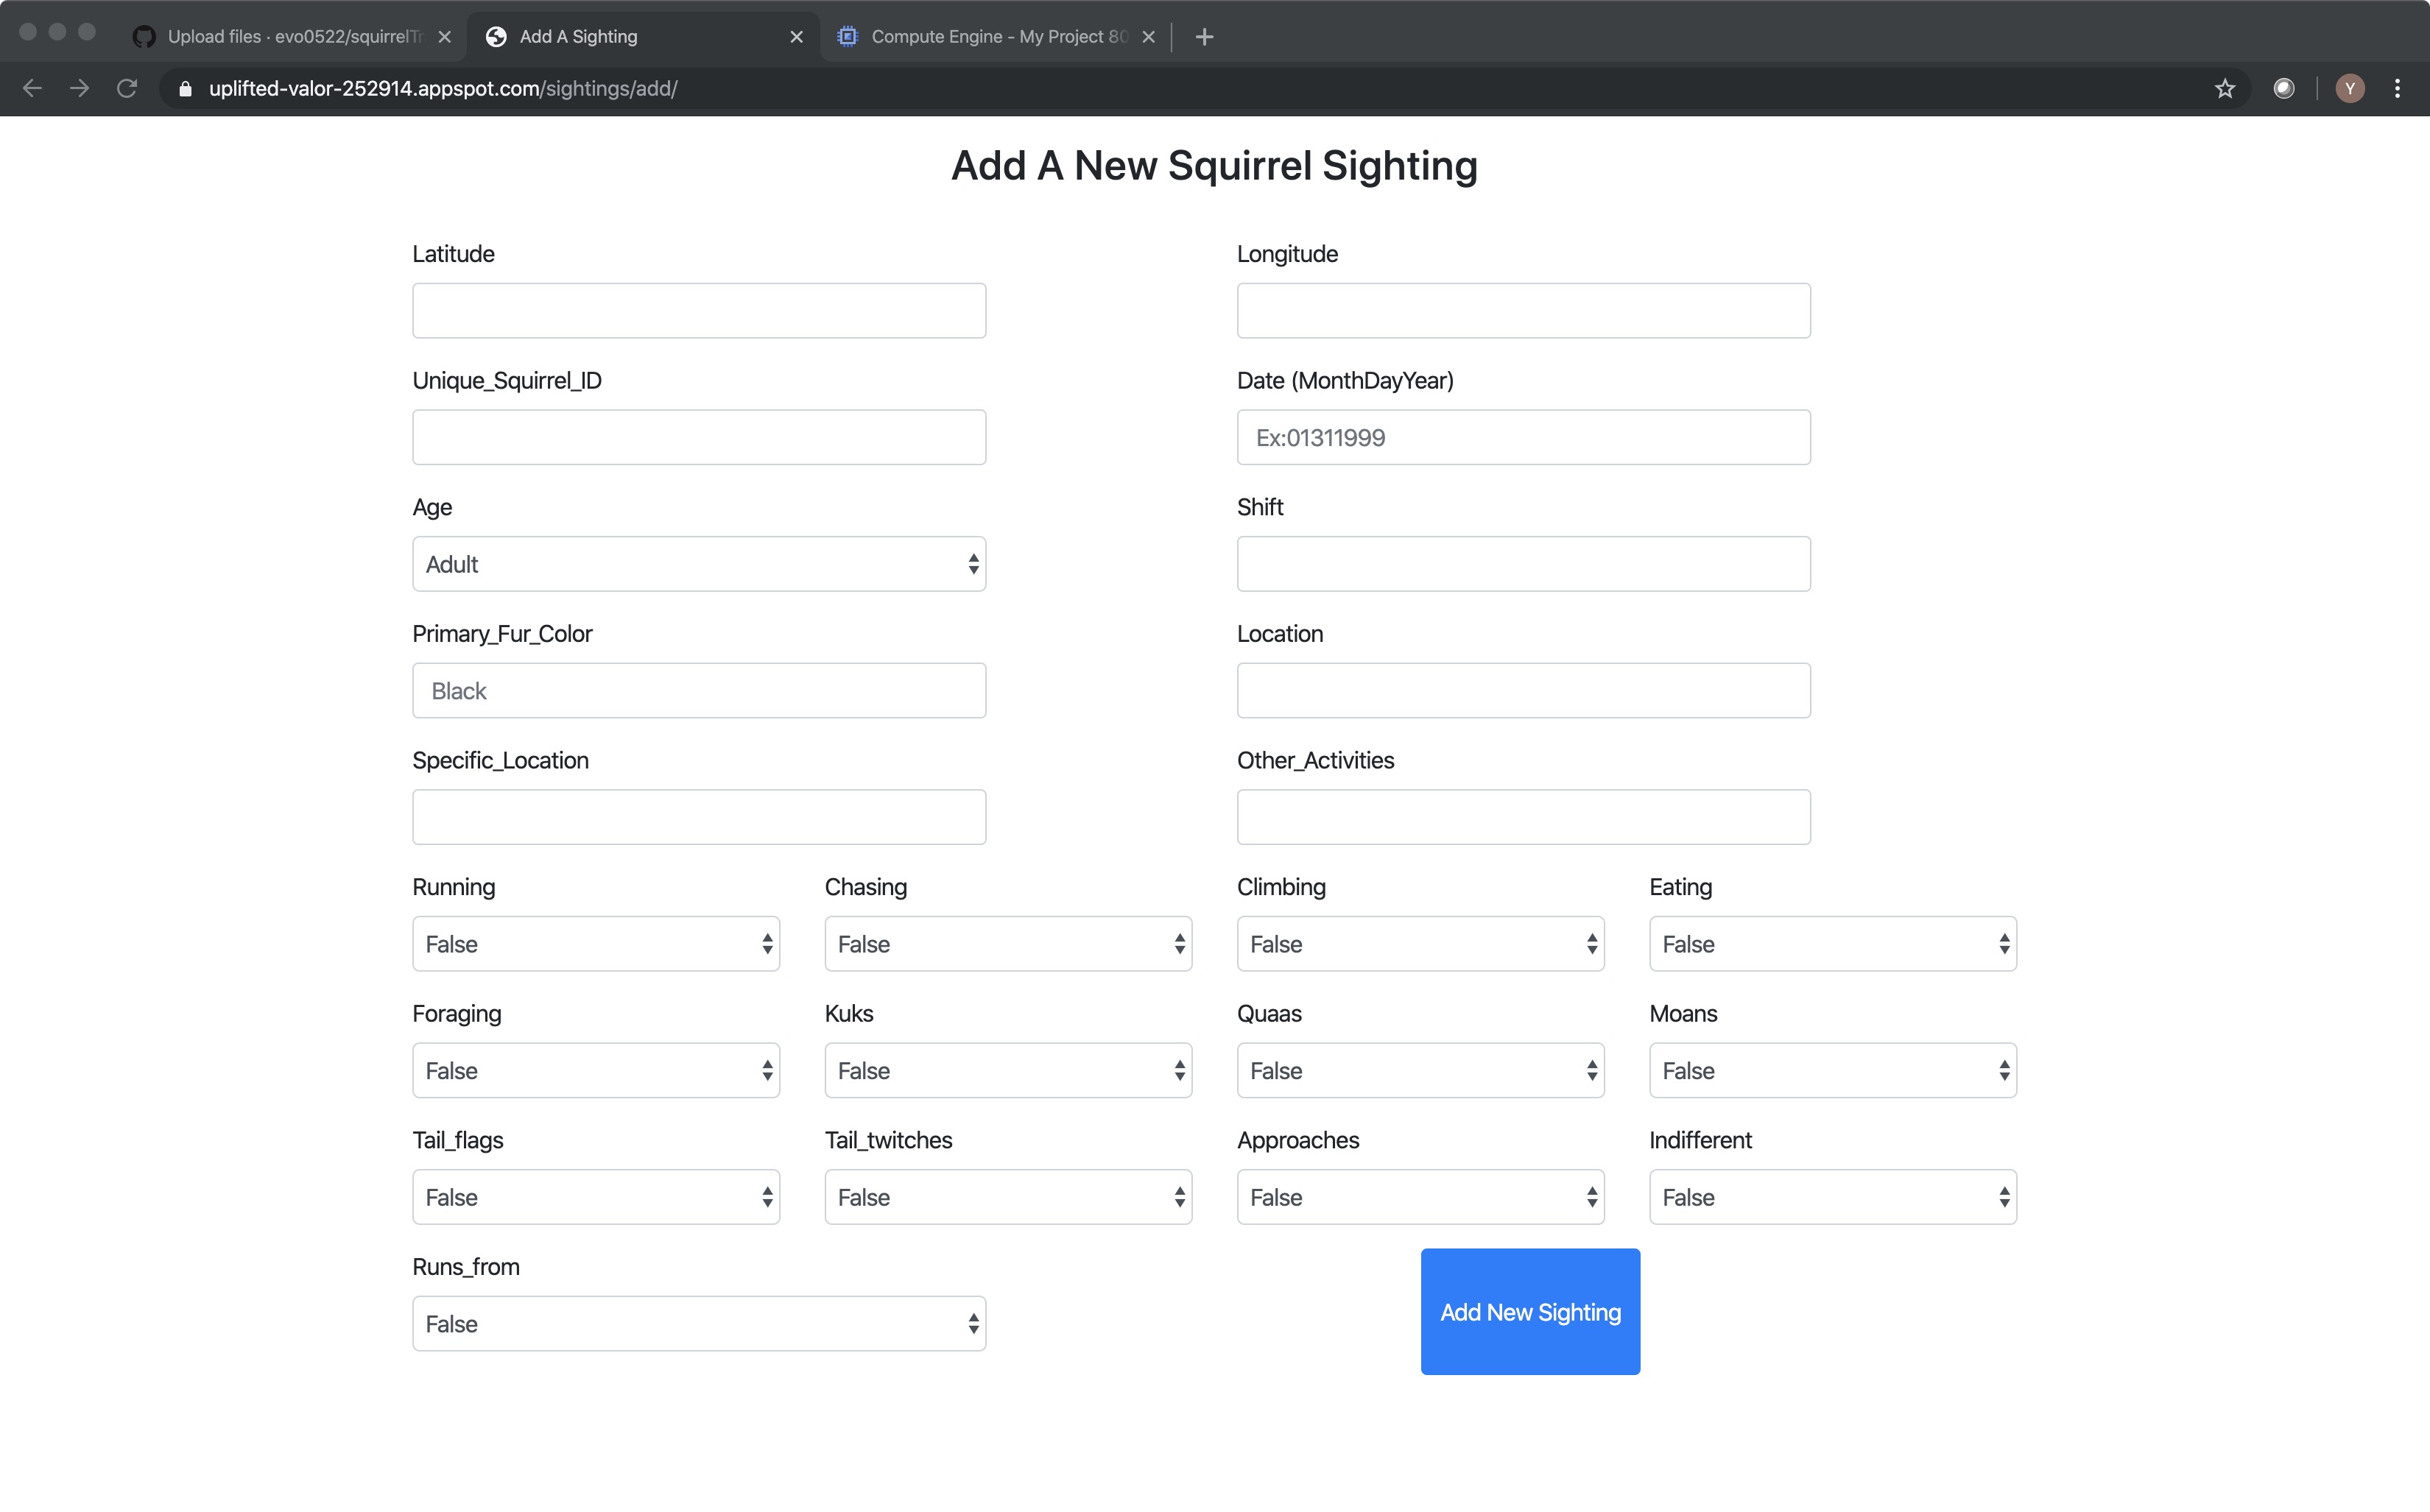 Upload files · evo0522/squirrelTr
Add A Sighting
Compute Engine - My Project 80
uplifted-valor-252914.appspot.com/sightings/add/
Y
Add A New Squirrel Sighting
Latitude Longitude
Unique_Squirrel_ID Date (MonthDayYear)
Ex:01311999
Age Shift
Adult
Primary_Fur_Color Location
Black
Specific_Location Other_Activities
Running Chasing Climbing Eating
False False False False
Foraging Kuks Quaas Moans
False False False False
Tail_flags Tail_twitches Approaches Indifferent
False False False False
Runs_from
False
Add New Sighting